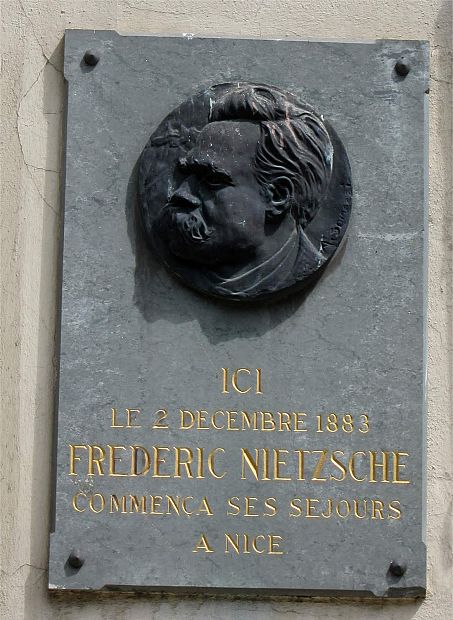 ICI
LE 2 DECEMBRE 1883
FREDERIC NIETZSCHE
COMMENÇA SES SEJOURS
A NICE